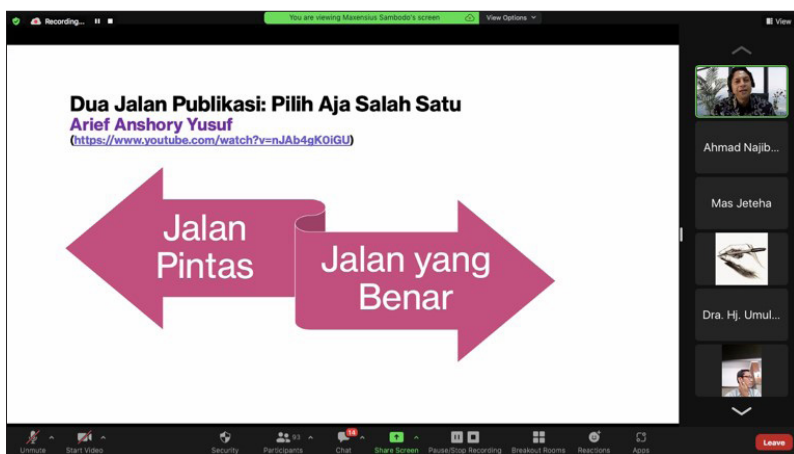 Recording...
You are viewing Maxensius Sambodo's screen
View Options
View
Dua Jalan Publikasi: Pilih Aja Salah Satu
Arief Anshory Yusuf
(https://www.youtube.com/watch?v=nJAb4gK0iGU)
Jalan
Pintas
Jalan yang
Benar
Ahmad Najib...
Mas Jeteha
Dra. Hj. Umul...
Unmute
Start Video
Security
93
Participants
14
Chat
Share Screen
Pause/Stop Recording
Breakout Rooms
Reactions
Apps
Leave